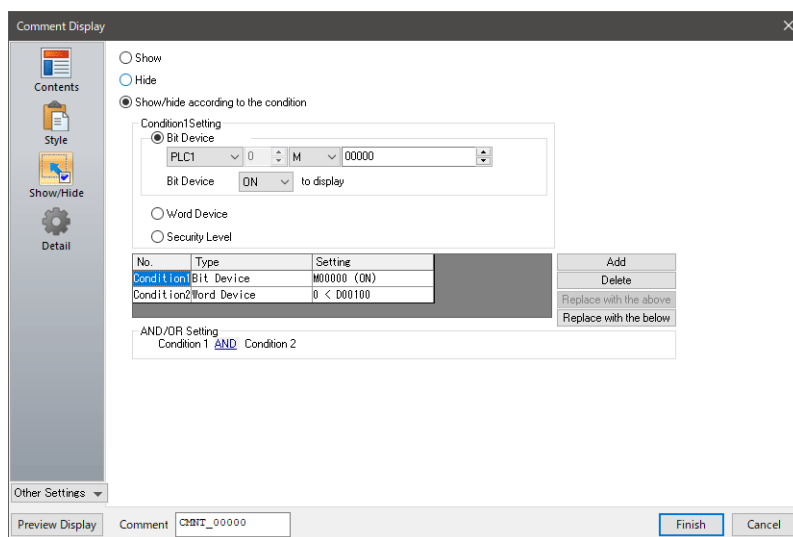 Comment Display
Contents
Style
Show/Hide
Detail
Other Settings
Show
Hide
Show/hide according to the condition
Condition1Setting
Bit Device
PLC1 0 M 00000
Bit Device ON to display
Word Device
Security Level
No. Type Setting
Condition1 Bit Device M00000 (ON)
Condition2 Word Device 0 < D00100
Add
Delete
Replace with the above
Replace with the below
AND/OR Setting
Condition 1 AND Condition 2
Preview Display Comment CMNT_00000 Finish Cancel